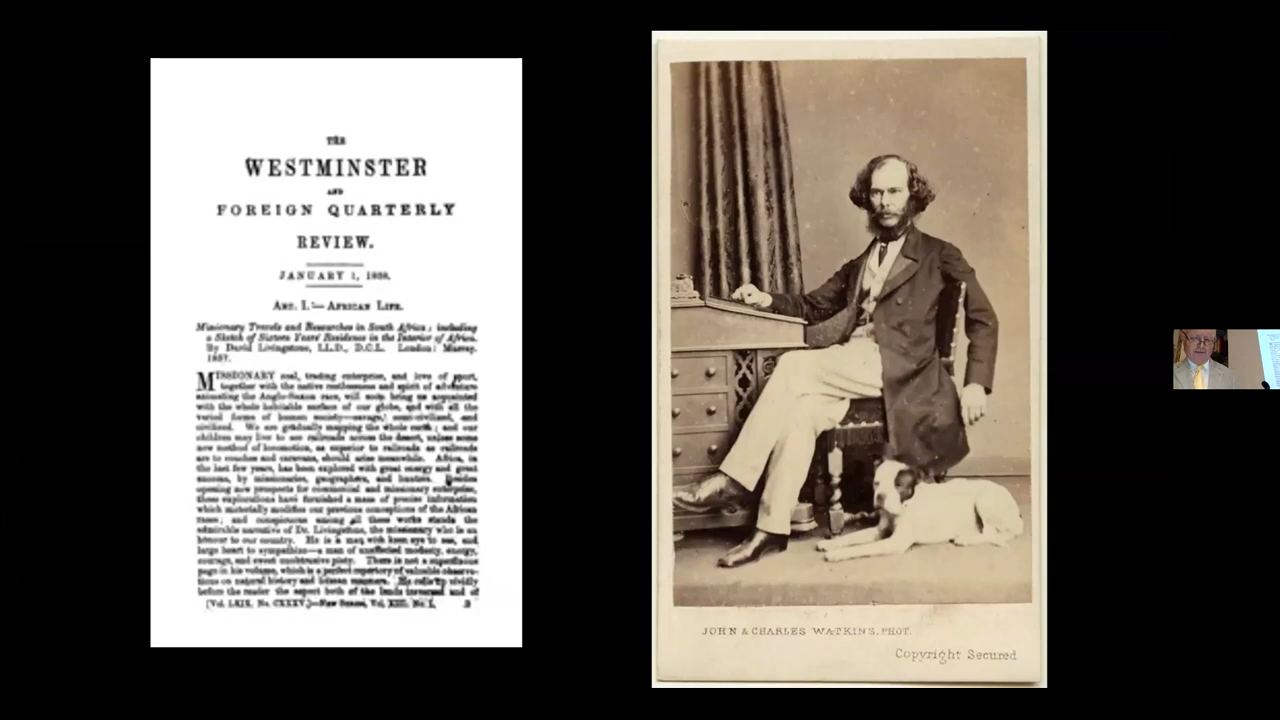 THE
WESTMINSTER
AND
FOREIGN QUARTERLY
REVIEW.
JANUARY 1, 1858.
ART. I.—AFRICAN LIFE.
Missionary Travels and Researches in South Africa; including
a Sketch of Sixteen Years' Residence in the Interior of Africa.
By David Livingstone, LL.D., D.C.L. London: Murray.
1857.
MISSIONARY zeal, trading enterprise, and love of sport,
together with the native restlessness and spirit of adventure
animating the Anglo-Saxon race, will soon bring us acquainted
with the whole habitable surface of our globe, and with all the
varied forms of human society—savage, semi-civilized, and
civilized. We are gradually mapping the whole earth; and our
children may live to see railroads across the desert, unless some
new method of locomotion, as superior to railroads as railroads
are to coaches and caravans, should arise meanwhile. Africa, in
the last few years, has been explored with great energy and great
success, by missionaries, geographers, and hunters. Besides
opening new prospects for commercial and missionary enterprise,
these explorations have furnished a mass of precise information
which materially modifies our previous conceptions of the African
races; and conspicuous among all these works stands the
admirable narrative of Dr. Livingstone, the missionary who is an
honour to our country. He is a man with keen eye to see, and
large heart to sympathize—a man of unaffected modesty, energy,
courage, and sweet unobtrusive piety. There is not a superfluous
page in his volume, which is a perfect repertory of valuable observa-
tions on natural history and human manners. He calls up vividly
before the reader the aspect both of the lands traversed and of
[Vol. LXIX. No. CXXXV.]—New Series, Vol. XIII. No. I. B
JOHN & CHARLES WATKINS, PHOT.
Copyright Secured